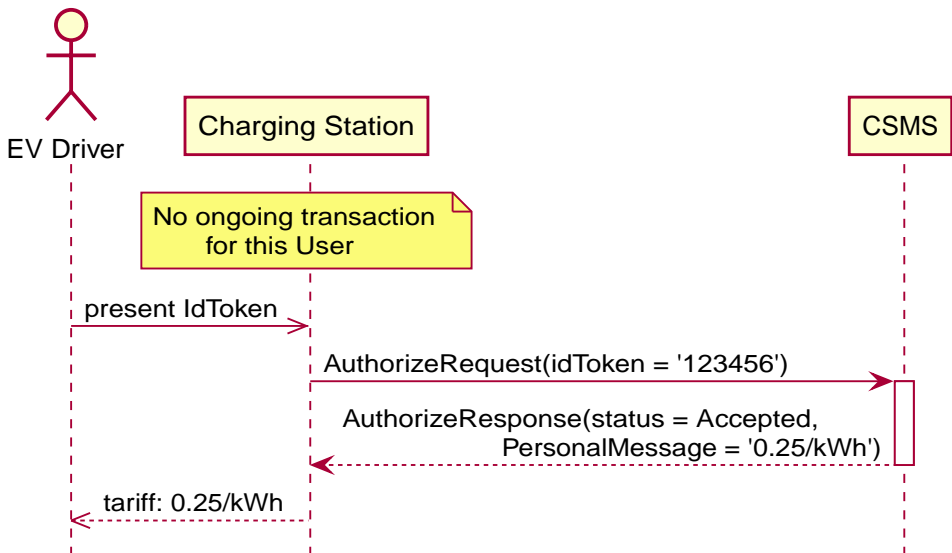 EV Driver
Charging Station
CSMS
No ongoing transaction
for this User
present IdToken
AuthorizeRequest(idToken = '123456')
AuthorizeResponse(status = Accepted,
PersonalMessage = '0.25/kWh')
tariff: 0.25/kWh